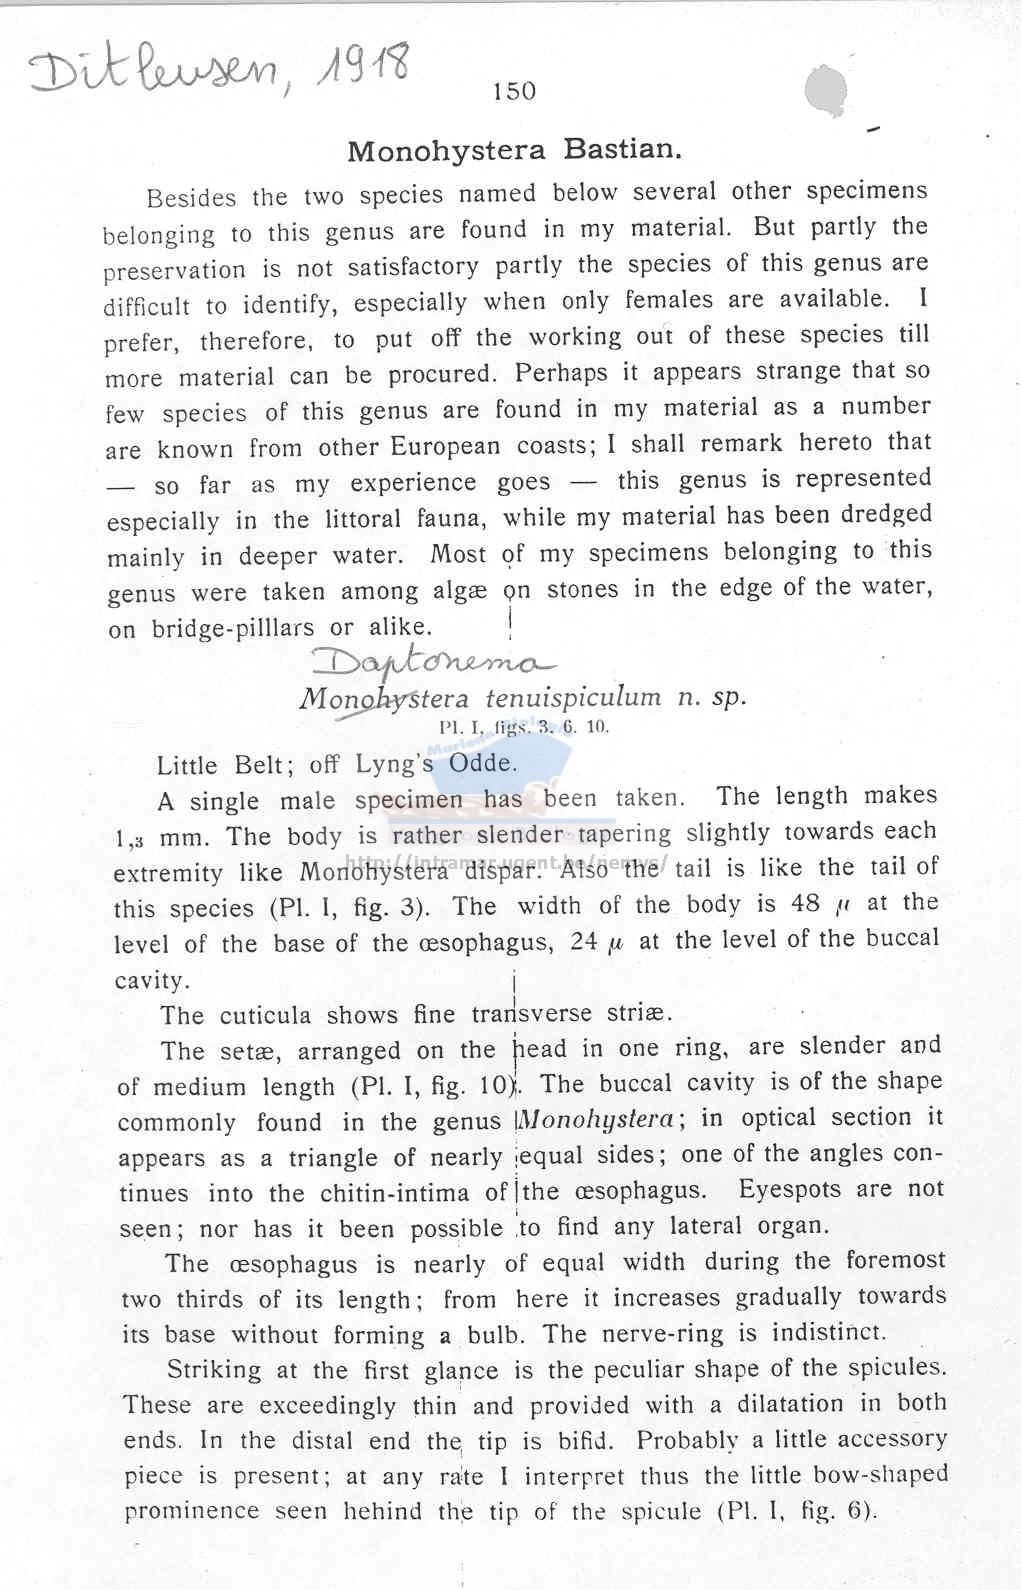 Ditlevsen, 1918
150
Monohystera Bastian.
Besides the two species named below several other specimens
belonging to this genus are found in my material. But partly the
preservation is not satisfactory partly the species of this genus are
difficult to identify, especially when only females are available. I
prefer, therefore, to put off the working out of these species till
more material can be procured. Perhaps it appears strange that so
few species of this genus are found in my material as a number
are known from other European coasts; I shall remark hereto that
— so far as my experience goes — this genus is represented
especially in the littoral fauna, while my material has been dredged
mainly in deeper water. Most of my specimens belonging to this
genus were taken among algæ on stones in the edge of the water,
on bridge-pilllars or alike.
Daptonema
Monohystera tenuispiculum n. sp.
Pl. I, figs. 3. 6. 10.
Little Belt; off Lyng's Odde.
A single male specimen has been taken. The length makes
1,3 mm. The body is rather slender tapering slightly towards each
http://intramar.ugent.be/nemys/
extremity like Monohystera dispar. Also the tail is like the tail of
this species (Pl. I, fig. 3). The width of the body is 48 μ at the
level of the base of the œsophagus, 24 μ at the level of the buccal
cavity.
The cuticula shows fine transverse striæ.
The setæ, arranged on the head in one ring, are slender and
of medium length (Pl. I, fig. 10). The buccal cavity is of the shape
commonly found in the genus Monohystera; in optical section it
appears as a triangle of nearly equal sides; one of the angles con-
tinues into the chitin-intima of the œsophagus. Eyespots are not
seen; nor has it been possible to find any lateral organ.
The œsophagus is nearly of equal width during the foremost
two thirds of its length; from here it increases gradually towards
its base without forming a bulb. The nerve-ring is indistinct.
Striking at the first glance is the peculiar shape of the spicules.
These are exceedingly thin and provided with a dilatation in both
ends. In the distal end the tip is bifid. Probably a little accessory
piece is present; at any rate I interpret thus the little bow-shaped
prominence seen hehind the tip of the spicule (Pl. I, fig. 6).